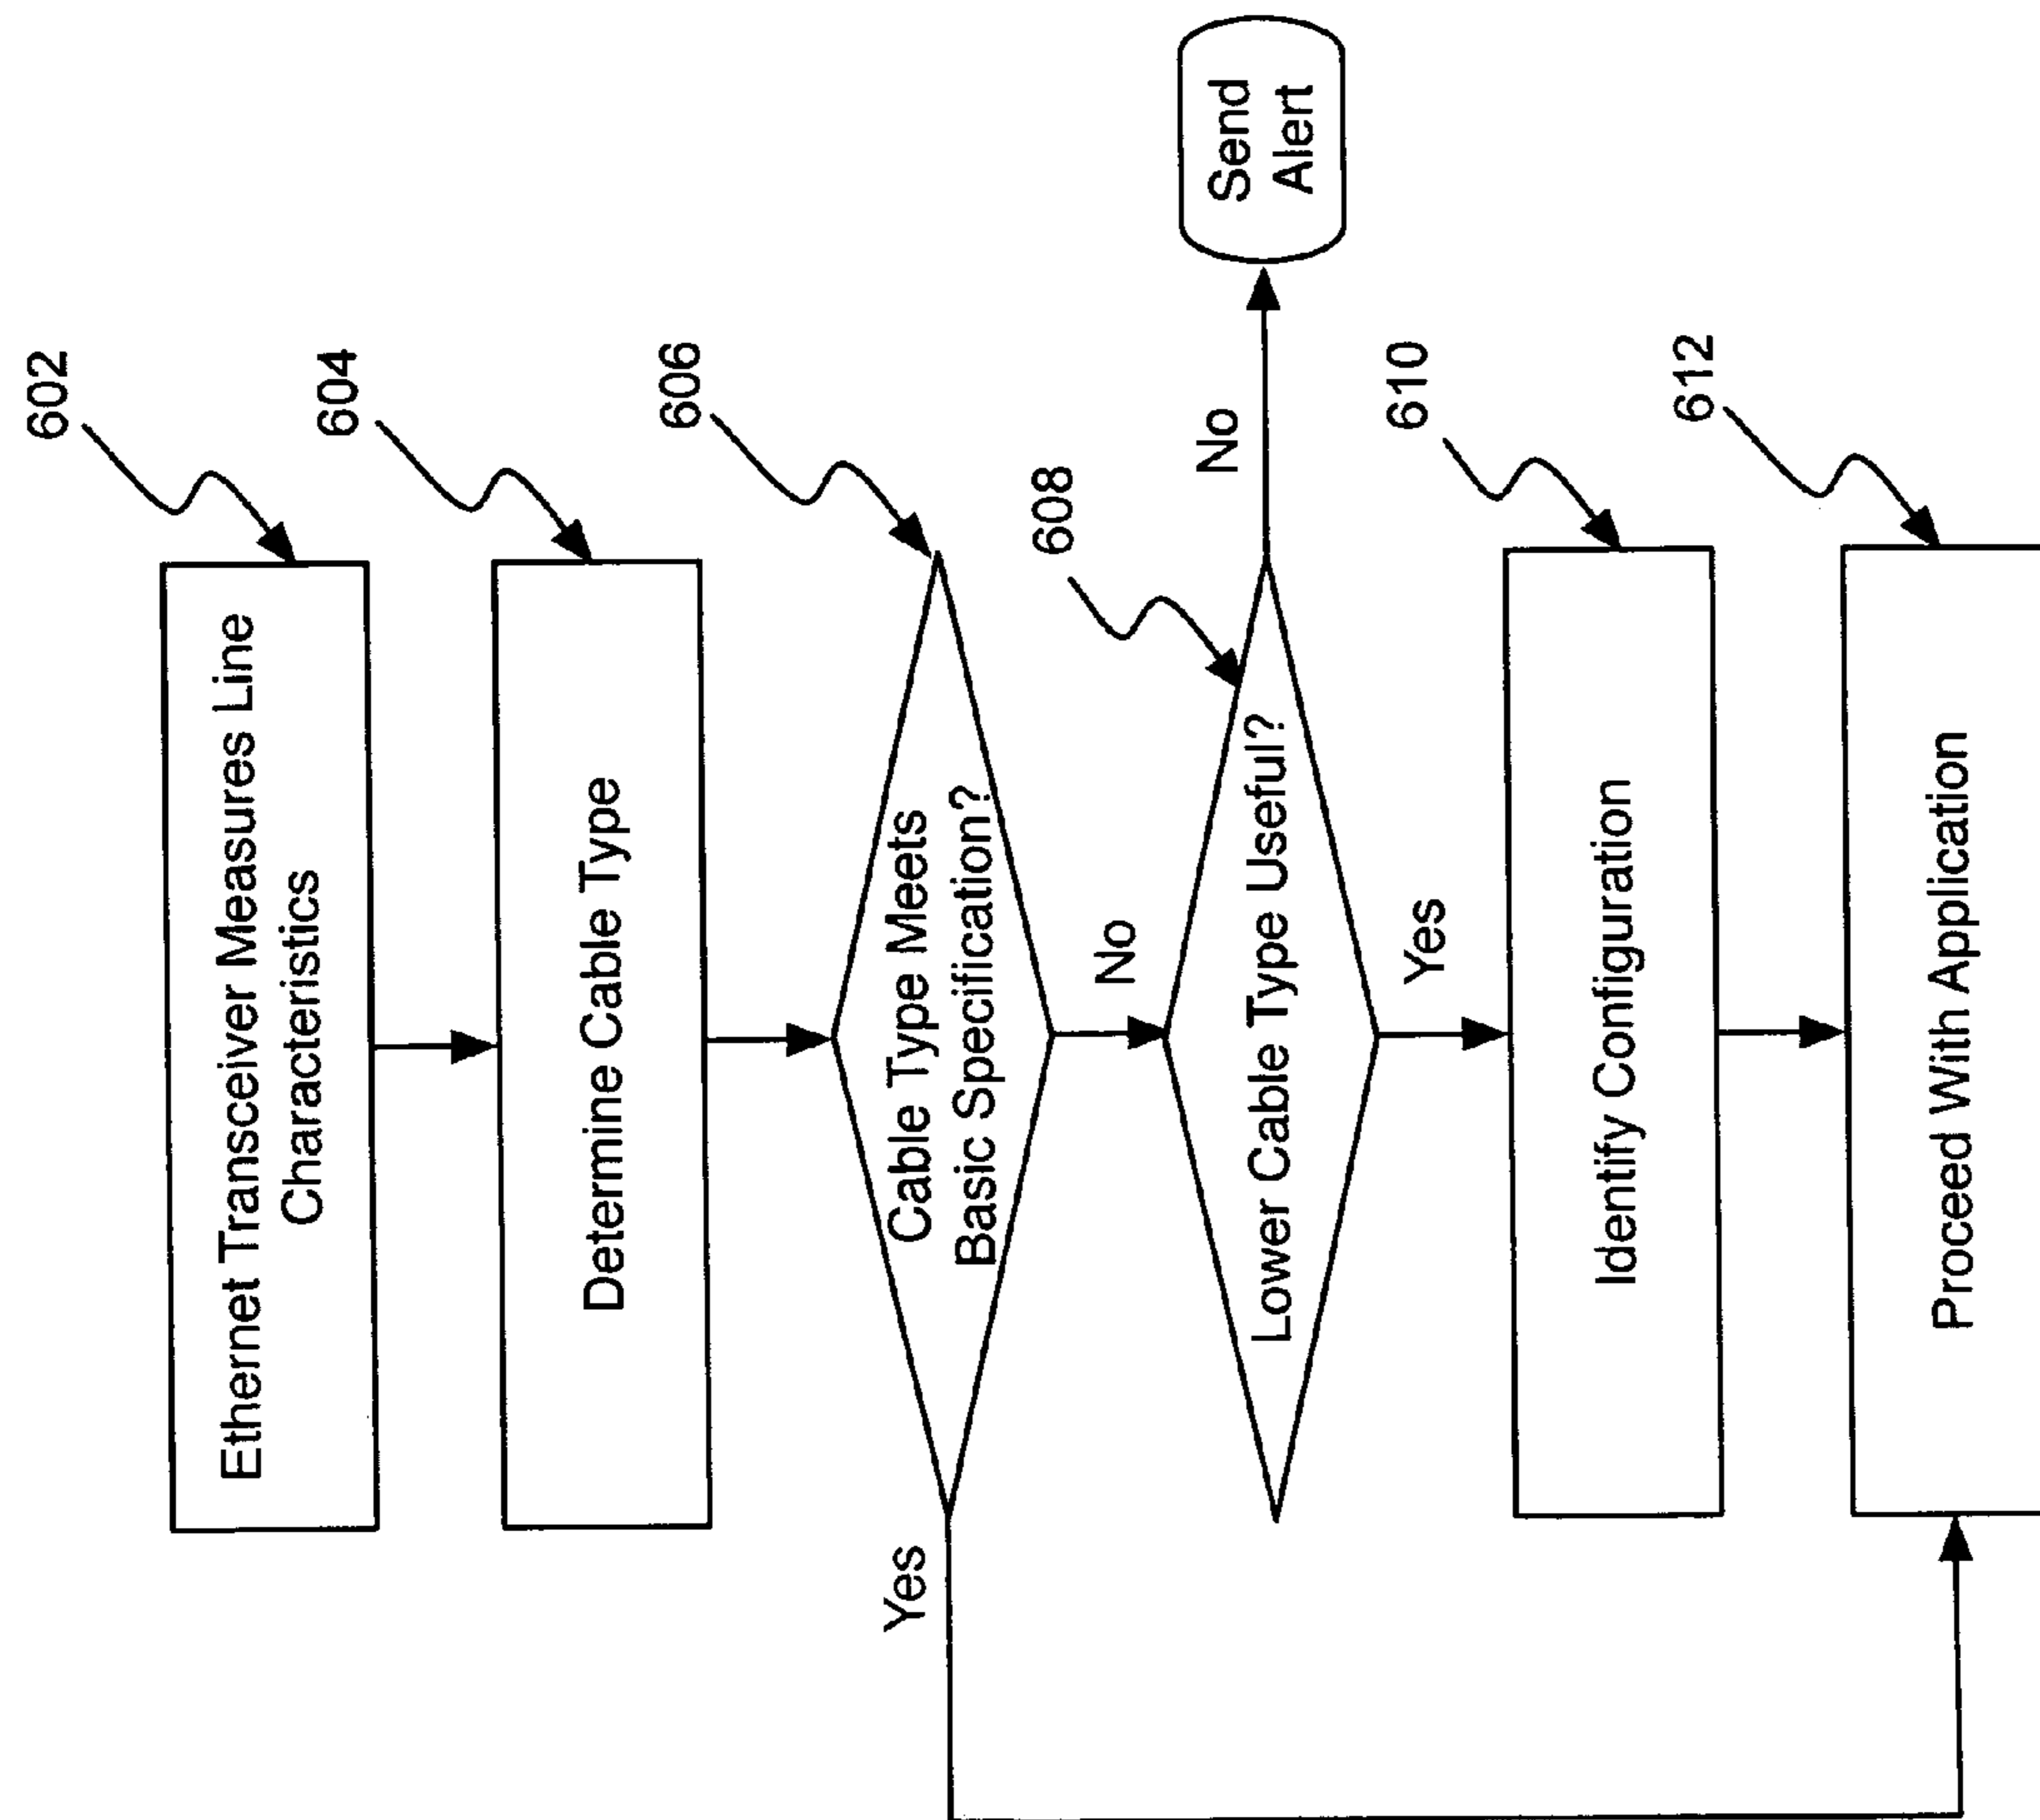 602
Ethernet Transceiver Measures Line
Characteristics
604
Determine Cable Type
606
Cable Type Meets
Basic Specification?
Yes
No
608
Lower Cable Type Useful?
No
Send
Alert
Yes
610
Identify Configuration
612
Proceed With Application